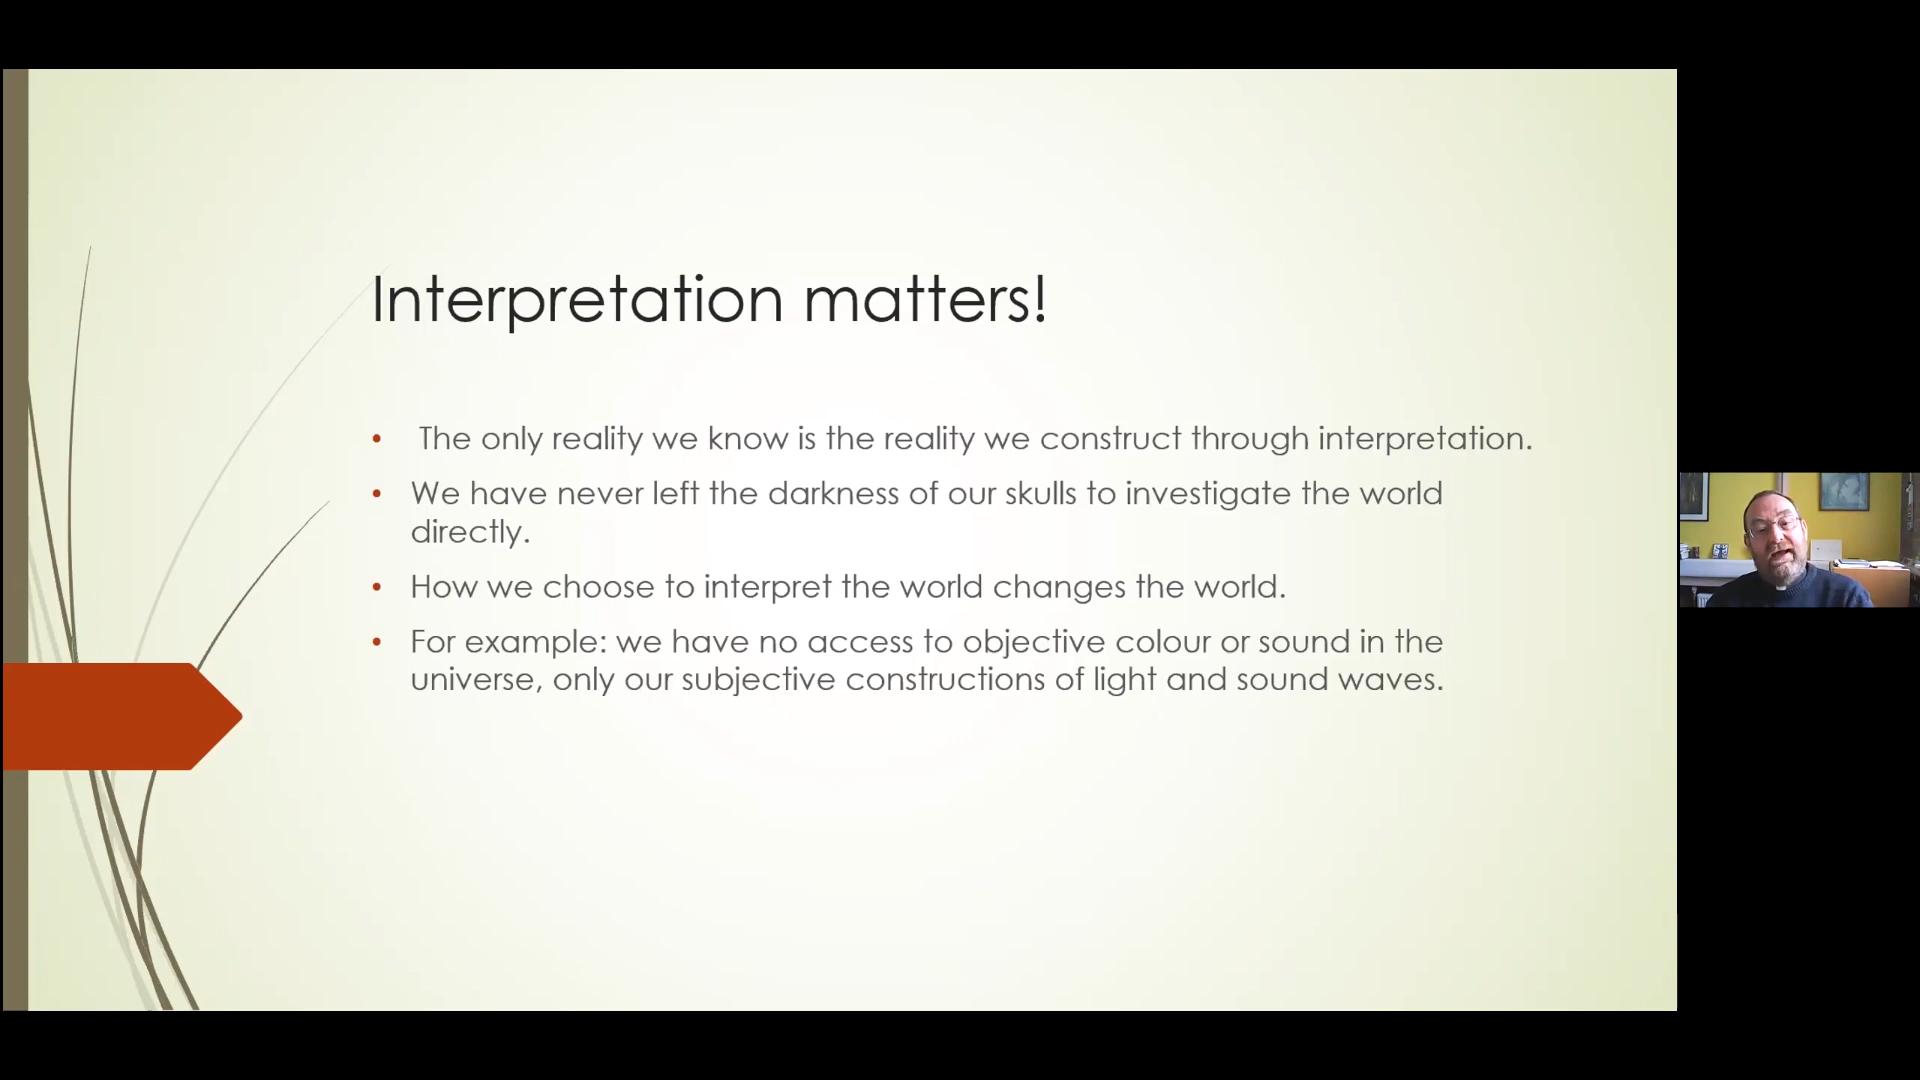 Interpretation matters!
• The only reality we know is the reality we construct through interpretation.
• We have never left the darkness of our skulls to investigate the world
directly.
• How we choose to interpret the world changes the world.
• For example: we have no access to objective colour or sound in the
universe, only our subjective constructions of light and sound waves.